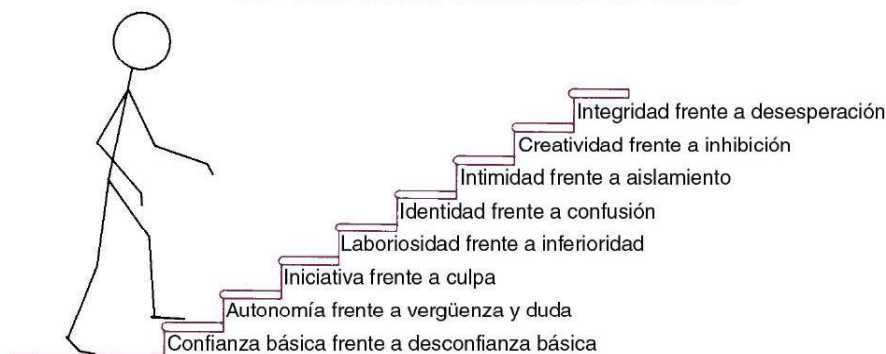 Integridad frente a desesperación
Creatividad frente a inhibición
Intimidad frente a aislamiento
Identidad frente a confusión
Laboriosidad frente a inferioridad
Iniciativa frente a culpa
Autonomía frente a vergüenza y duda
Confianza básica frente a desconfianza básica